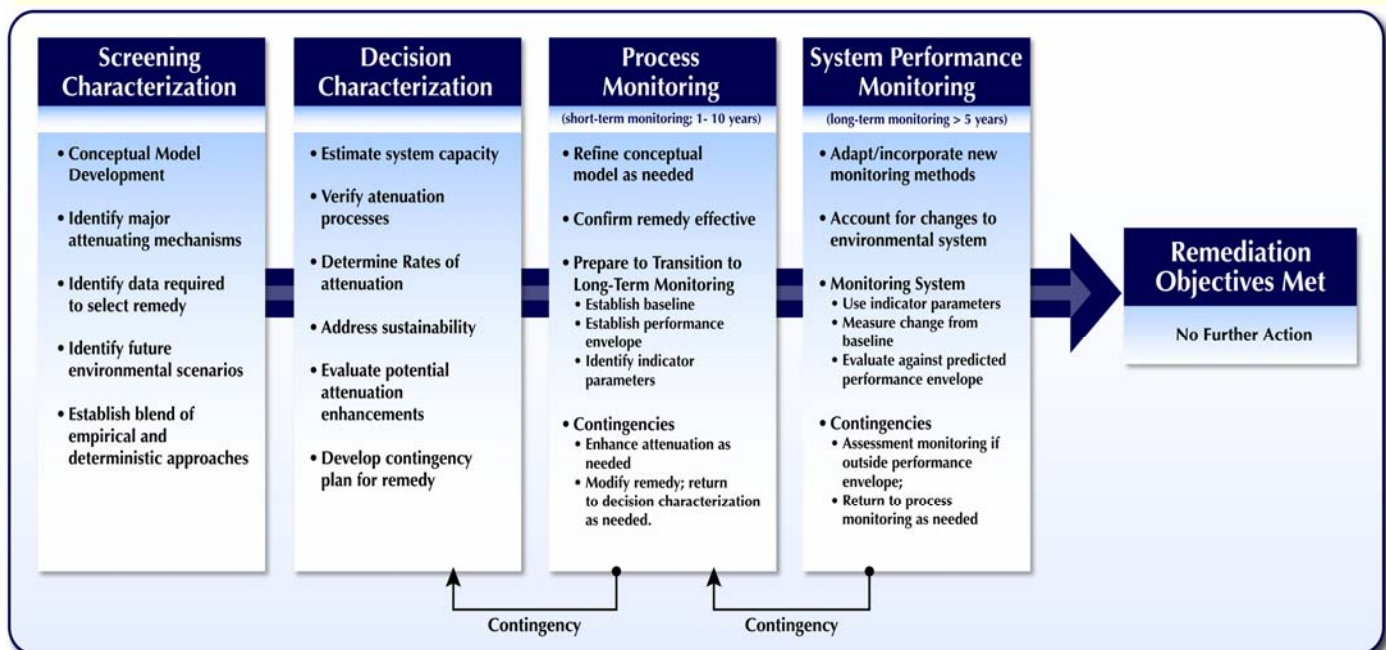 Screening
Characterization
• Conceptual Model
Development
• Identify major
attenuating mechanisms
• Identify data required
to select remedy
• Identify future
environmental scenarios
• Establish blend of
empirical and
deterministic approaches
Decision
Characterization
• Estimate system capacity
• Verify atenuation
processes
• Determine Rates of
attenuation
• Address sustainability
• Evaluate potential
attenuation
enhancements
• Develop contingency
plan for remedy
Process
Monitoring
(short-term monitoring; 1- 10 years)
• Refine conceptual
model as needed
• Confirm remedy effective
• Prepare to Transition to
Long-Term Monitoring
• Establish baseline
• Establish performance
envelope
• Identify indicator
parameters
• Contingencies
• Enhance attenuation as
needed
• Modify remedy; return
to decision characterization
as needed.
System Performance
Monitoring
(long-term monitoring > 5 years)
• Adapt/incorporate new
monitoring methods
• Account for changes to
environmental system
• Monitoring System
• Use indicator parameters
• Measure change from
baseline
• Evaluate against predicted
performance envelope
• Contingencies
• Assessment monitoring if
outside performance
envelope;
• Return to process
monitoring as needed
Remediation
Objectives Met
No Further Action
Contingency
Contingency